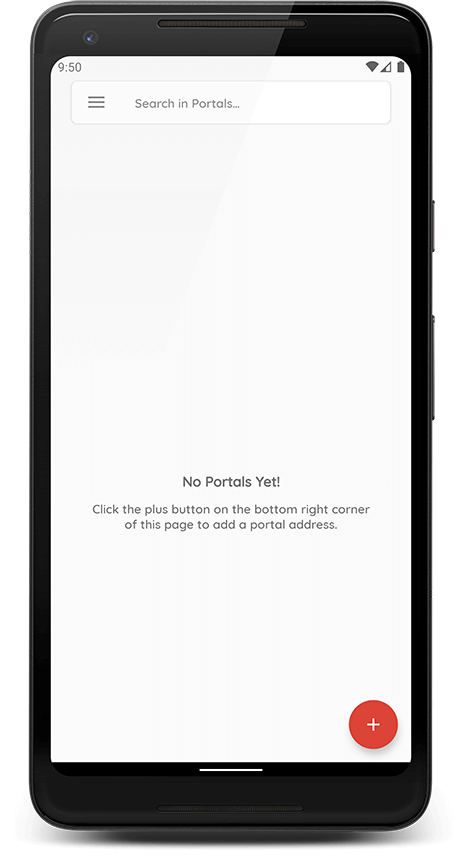 9:50
Search in Portals...
No Portals Yet!
Click the plus button on the bottom right corner
of this page to add a portal address.